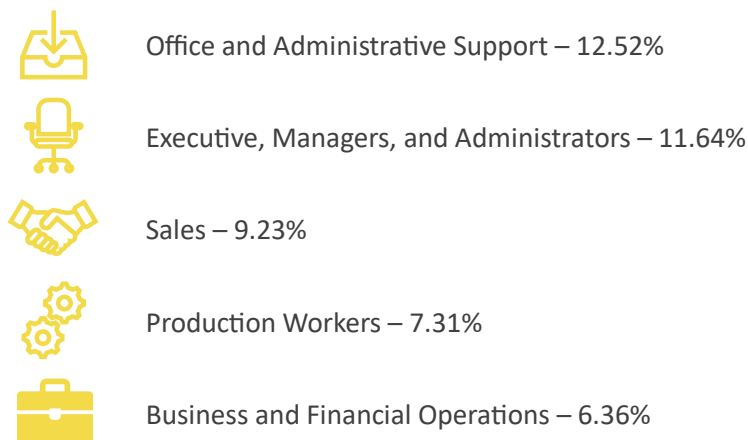 Office and Administrative Support – 12.52%
Executive, Managers, and Administrators – 11.64%
Sales – 9.23%
Production Workers – 7.31%
Business and Financial Operations – 6.36%